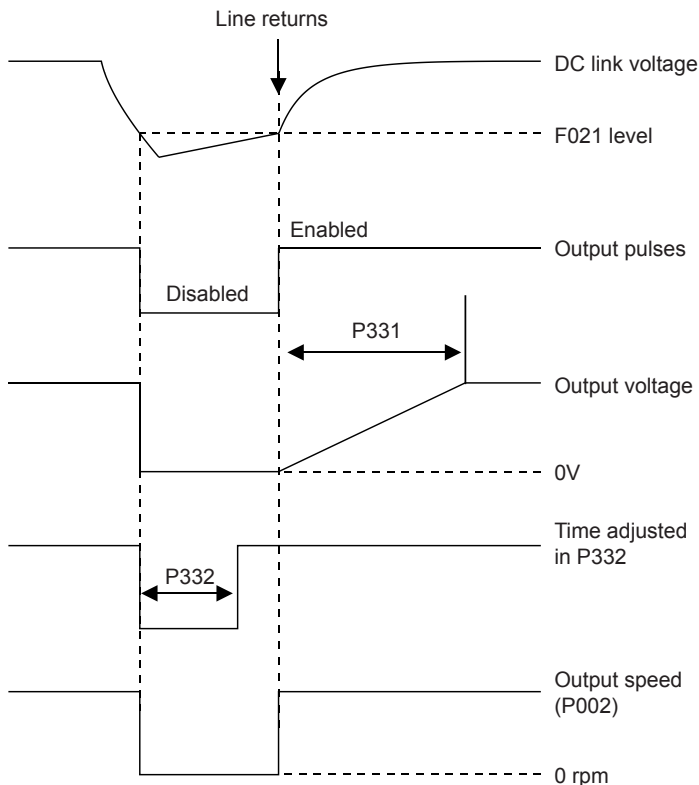 Line returns
DC link voltage
F021 level
Enabled
Output pulses
Disabled
P331
Output voltage
0V
Time adjusted
in P332
P332
Output speed
(P002)
0 rpm